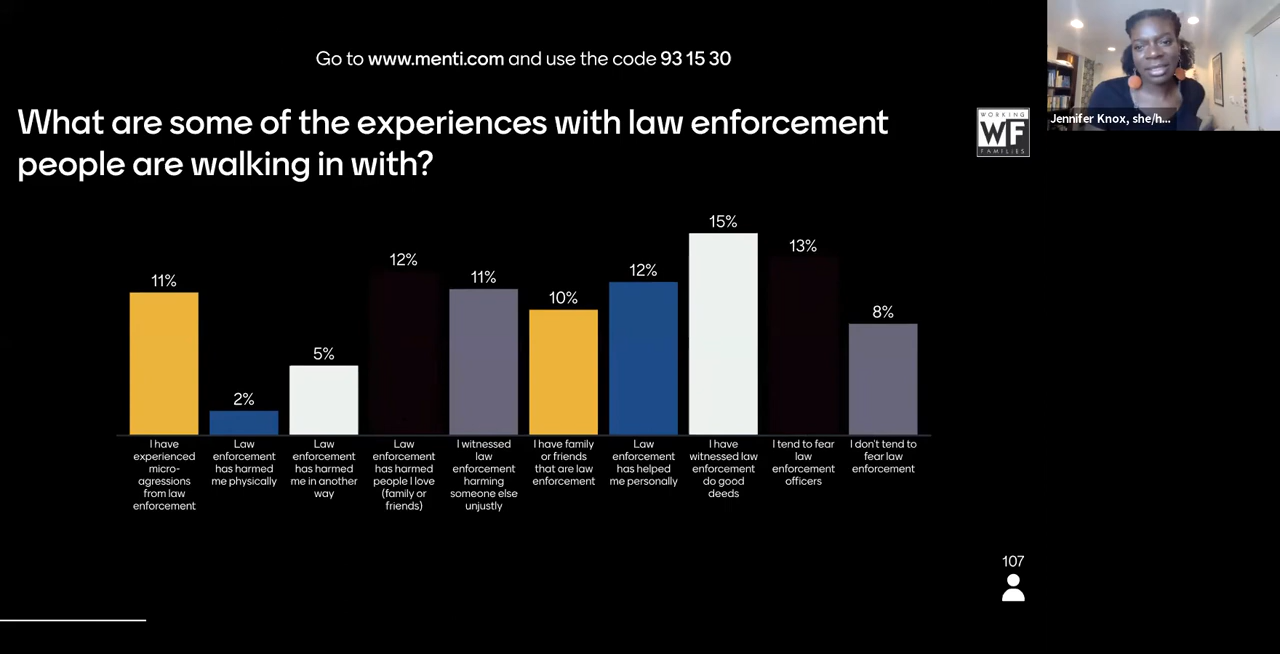 Go to www.menti.com and use the code 93 15 30
What are some of the experiences with law enforcement
people are walking in with?
WORKING
WF
FAMILIES
Jennifer Knox, she/h...
11%
2%
5%
12%
11%
10%
12%
15%
13%
8%
I have
experienced
micro-
agressions
from law
enforcement
Law
enforcement
has harmed
me physically
Law
enforcement
has harmed
me in another
way
Law
enforcement
has harmed
people I love
(family or
friends)
I witnessed
law
enforcement
harming
someone else
unjustly
I have family
or friends
that are law
enforcement
Law
enforcement
has helped
me personally
I have
witnessed law
enforcement
do good
deeds
I tend to fear
law
enforcement
officers
I don't tend to
fear law
enforcement
107